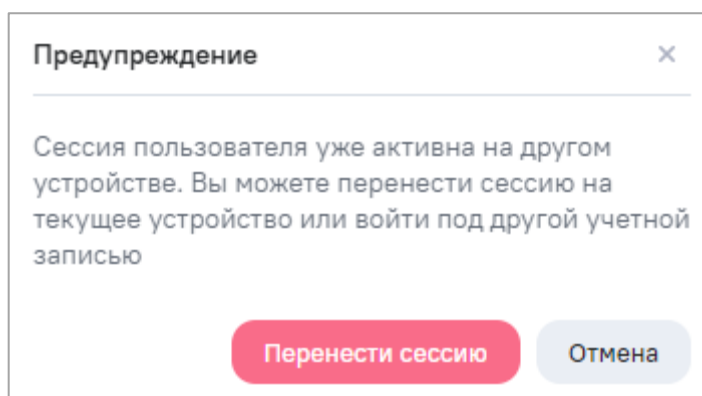 Предупреждение
Сессия пользователя уже активна на другом
устройстве. Вы можете перенести сессию на
текущее устройство или войти под другой учетной
записью
Перенести сессию Отмена